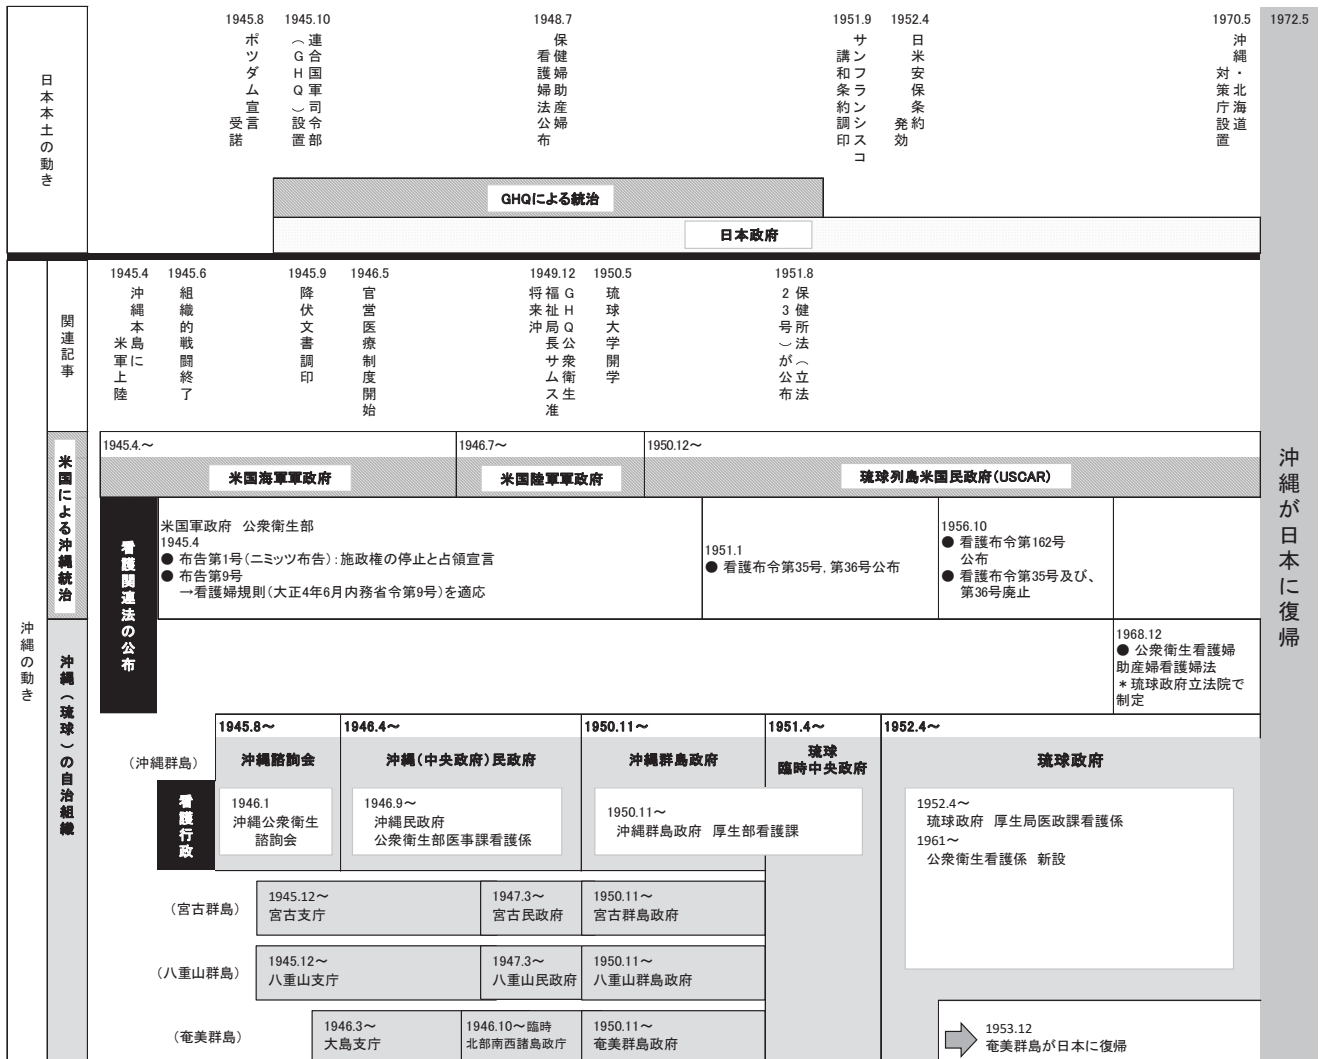 1945.8
ポツダム宣言
受諾
1945.10
連合国軍司令部
（GHQ）設置
1948.7
保健婦助産婦
看護婦法公布
1951.9
サンフランシスコ
講和条約調印
1952.4
日米安保条約
発効
1970.5
沖縄・北海道
対策庁設置
1972.5
日本本土の動き
GHQによる統治
日本政府
沖縄の動き
関連記事
1945.4
沖縄本島に
米軍上陸
1945.6
組織的戦闘終了
1945.9
降伏文書調印
1946.5
官営医療制度開始
1949.12
GHQ公衆衛生
福祉局長サムス准
将来沖
1950.5
琉球大学開学
1951.8
保健所法（立法
23号）が公布
米国による沖縄統治
1945.4.～
米国海軍軍政府
1946.7～
米国陸軍軍政府
1950.12～
琉球列島米国民政府(USCAR)
看護関連法の公布
米国軍政府 公衆衛生部
1945.4
● 布告第1号(ニミッツ布告)：施政権の停止と占領宣言
● 布告第9号
→看護婦規則(大正4年6月内務省令第9号)を適応
1951.1
● 看護布令第35号, 第36号公布
1956.10
● 看護布令第162号
公布
● 看護布令第35号及び、
第36号廃止
1968.12
● 公衆衛生看護婦
助産婦看護婦法
＊琉球政府立法院で
制定
沖縄（琉球）の自治組織
（沖縄群島）
1945.8～
沖縄諮詢会
1946.4～
沖縄(中央政府)民政府
1950.11～
沖縄群島政府
1951.4～
琉球
臨時中央政府
1952.4～
琉球政府
看護行政
1946.1
沖縄公衆衛生
諮詢会
1946.9～
沖縄民政府
公衆衛生部医事課看護係
1950.11～
沖縄群島政府 厚生部看護課
1952.4～
琉球政府 厚生局医政課看護係
1961～
公衆衛生看護係 新設
（宮古群島）
1945.12～
宮古支庁
1947.3～
宮古民政府
1950.11～
宮古群島政府
（八重山群島）
1945.12～
八重山支庁
1947.3～
八重山民政府
1950.11～
八重山群島政府
（奄美群島）
1946.3～
大島支庁
1946.10～臨時
北部南西諸島政庁
1950.11～
奄美群島政府
1953.12
奄美群島が日本に復帰
沖縄が日本に復帰